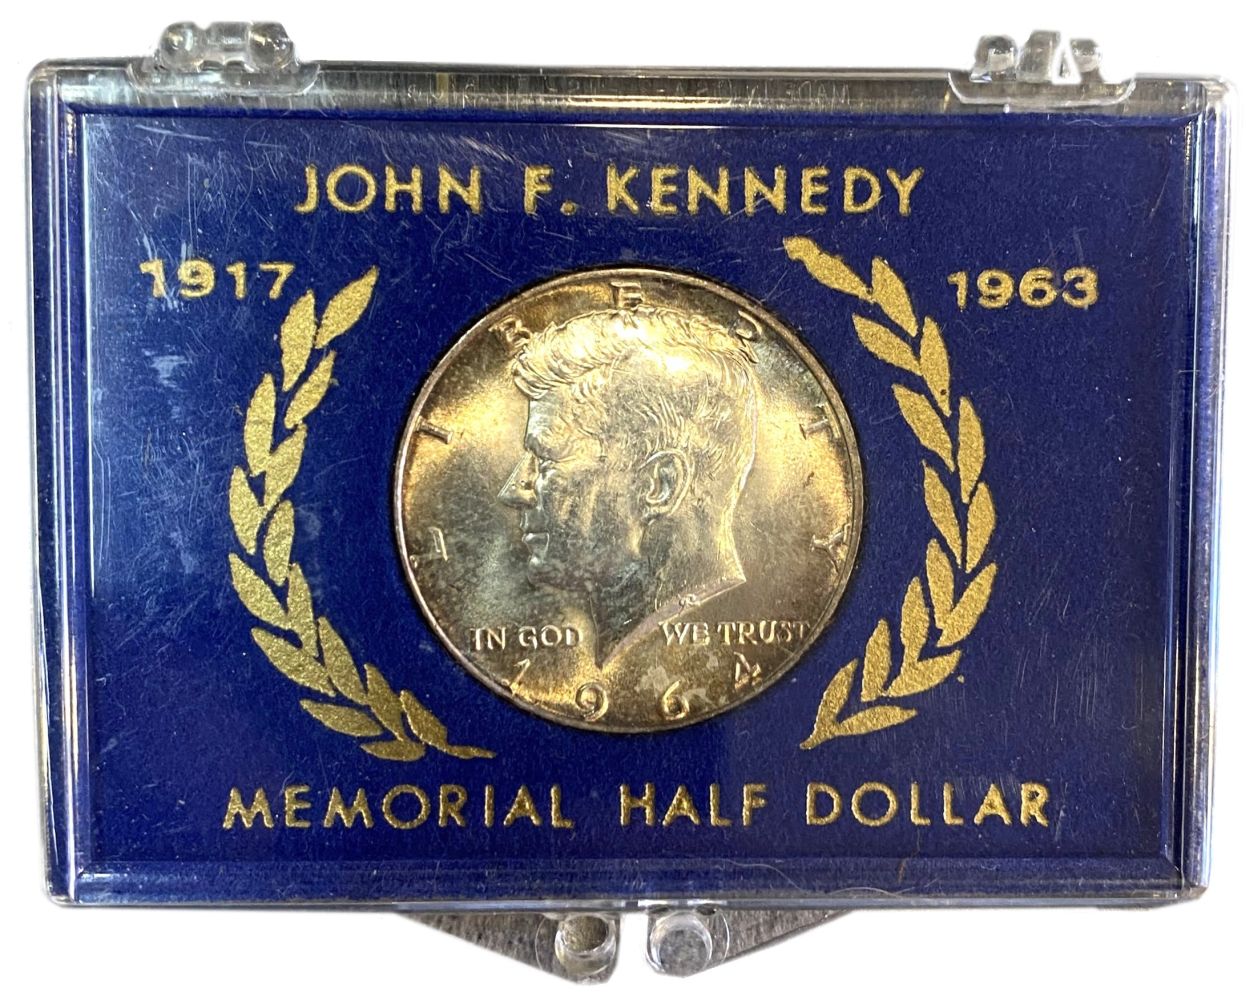 JOHN F. KENNEDY
1917
1963
LIBERTY
IN GOD WE TRUST
1964
MEMORIAL HALF DOLLAR